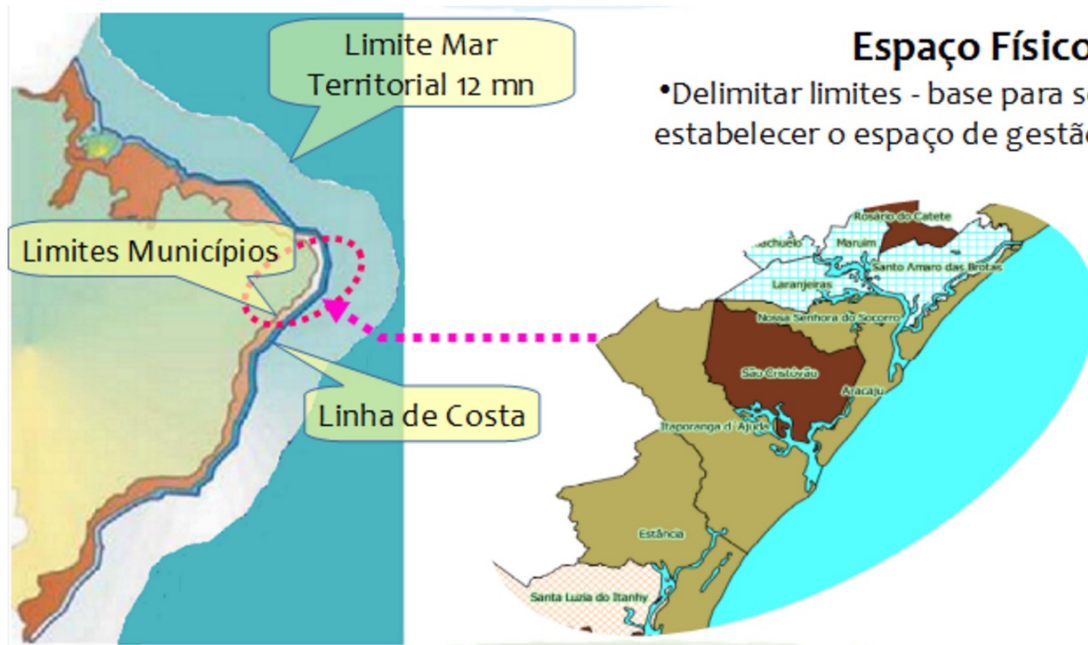 Limite Mar
Territorial 12 mn
Espaço Físico
•Delimitar limites - base para
estabelecer o espaço de gestão
Limites Municípios
Linha de Costa
Rosário do Catete
Maruim
Santo Amaro das Brotas
Laranjeiras
Nossa Senhora do Socorro
São Cristóvão
Aracaju
Itaporanga d´Ajuda
Estância
Santa Luzia do Itanhy